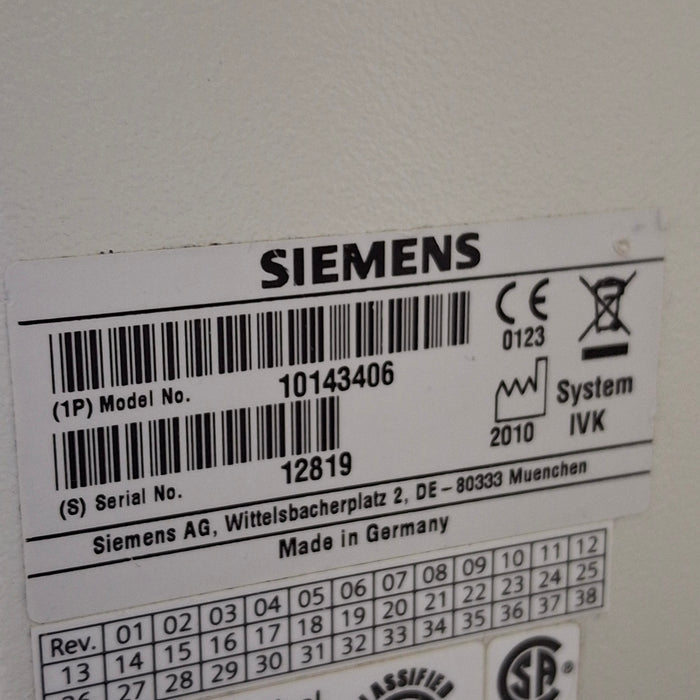 SIEMENS
CE
0123
(1P) Model No. 10143406
2010
System
IVK
(S) Serial No. 12819
Siemens AG, Wittelsbacherplatz 2, DE-80333 Muenchen
Made in Germany
Rev. 01 02 03 04 05 06 07 08 09 10 11 12
13 14 15 16 17 18 19 20 21 22 23 24 25
26 27 28 29 30 31 32 33 34 35 36 37 38